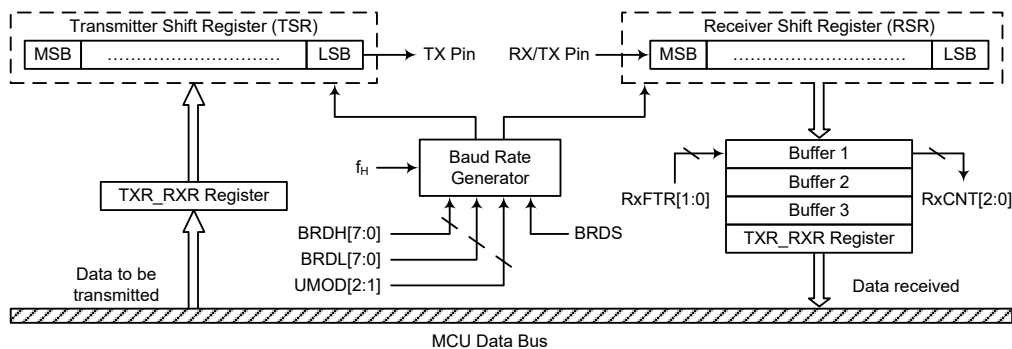 Transmitter Shift Register (TSR)
MSB ………………………… LSB
TX Pin
RX/TX Pin
Receiver Shift Register (RSR)
MSB ………………………… LSB
fH
Baud Rate
Generator
TXR_RXR Register
BRDH[7:0]
BRDL[7:0]
UMOD[2:1]
BRDS
RxFTR[1:0]
Buffer 1
Buffer 2
Buffer 3
TXR_RXR Register
RxCNT[2:0]
Data to be
transmitted
Data received
MCU Data Bus